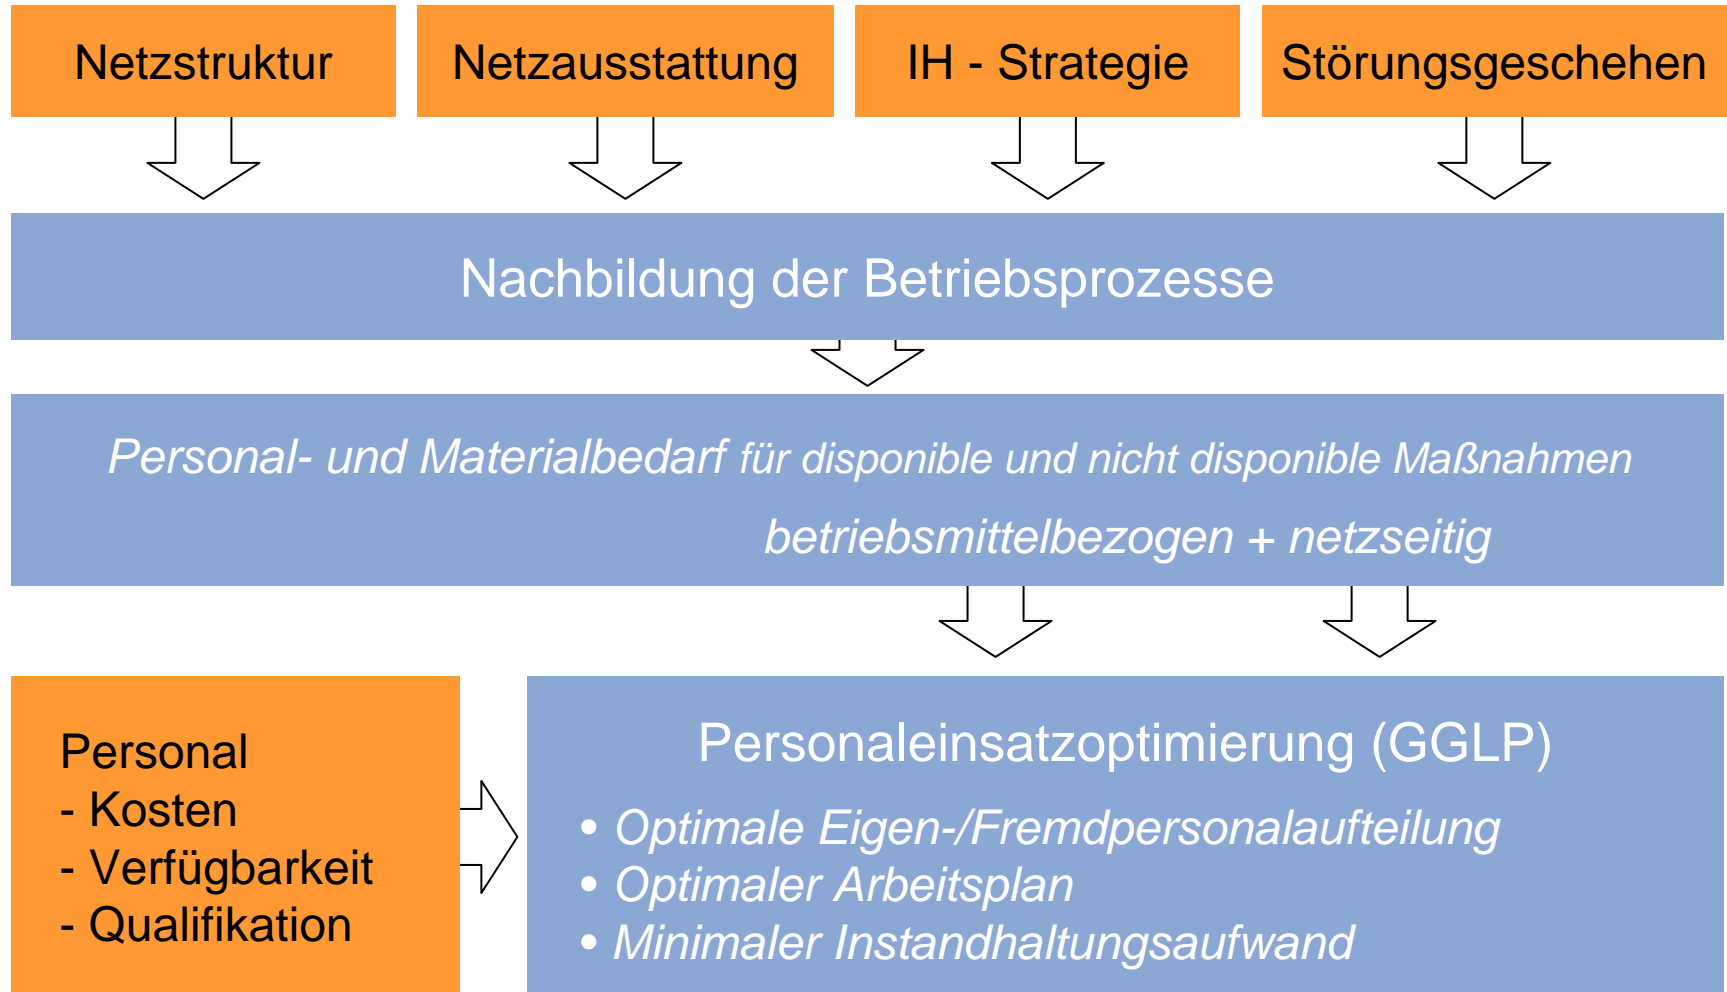 Netzstruktur
Netzausstattung
IH - Strategie
Störungsgeschehen
Nachbildung der Betriebsprozesse
Personal- und Materialbedarf für disponible und nicht disponible Maßnahmen
betriebsmittelbezogen + netzseitig
Personal
- Kosten
- Verfügbarkeit
- Qualifikation
Personaleinsatzoptimierung (GGLP)
• Optimale Eigen-/Fremdpersonalaufteilung
• Optimaler Arbeitsplan
• Minimaler Instandhaltungsaufwand